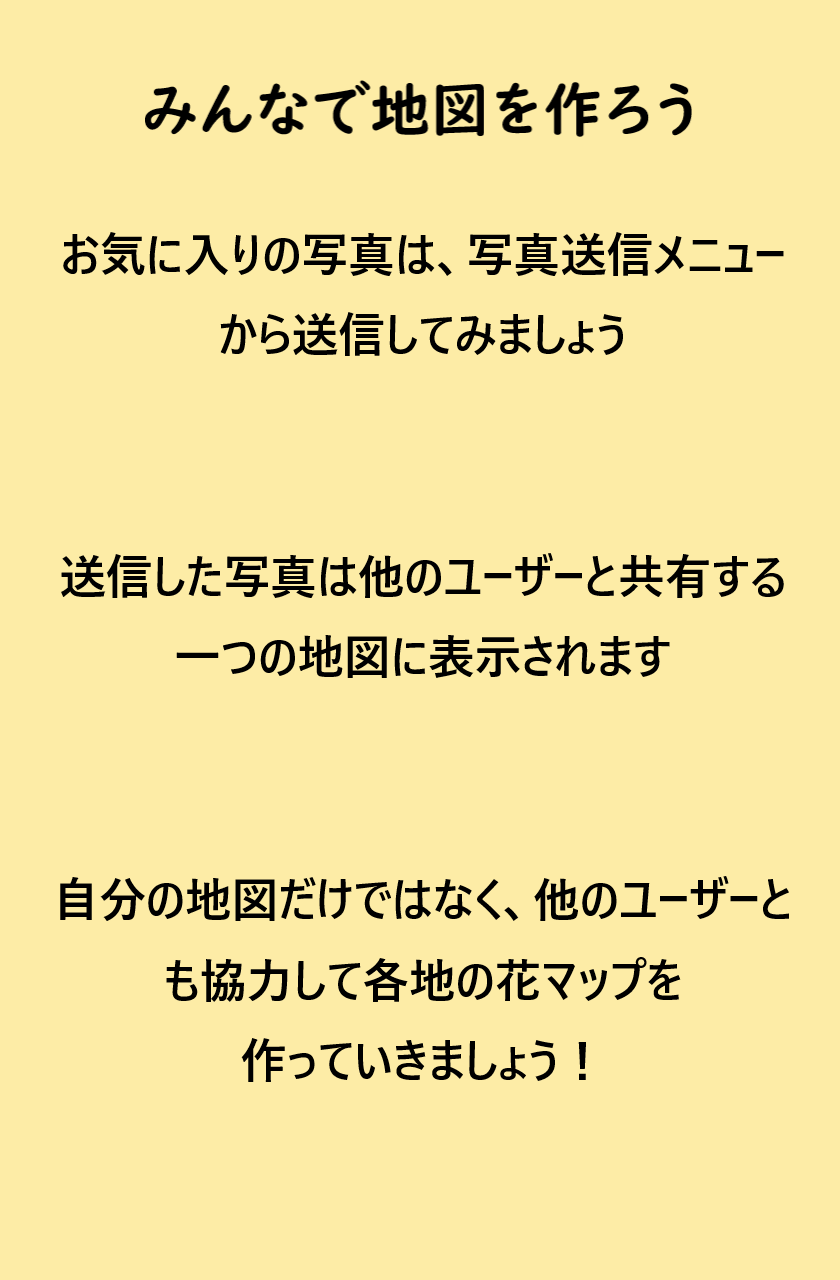 みんなで地図を作ろう
お気に入りの写真は、写真送信メニュー
から送信してみましょう
送信した写真は他のユーザーと共有する
一つの地図に表示されます
自分の地図だけではなく、他のユーザーと
も協力して各地の花マップを
作っていきましょう！